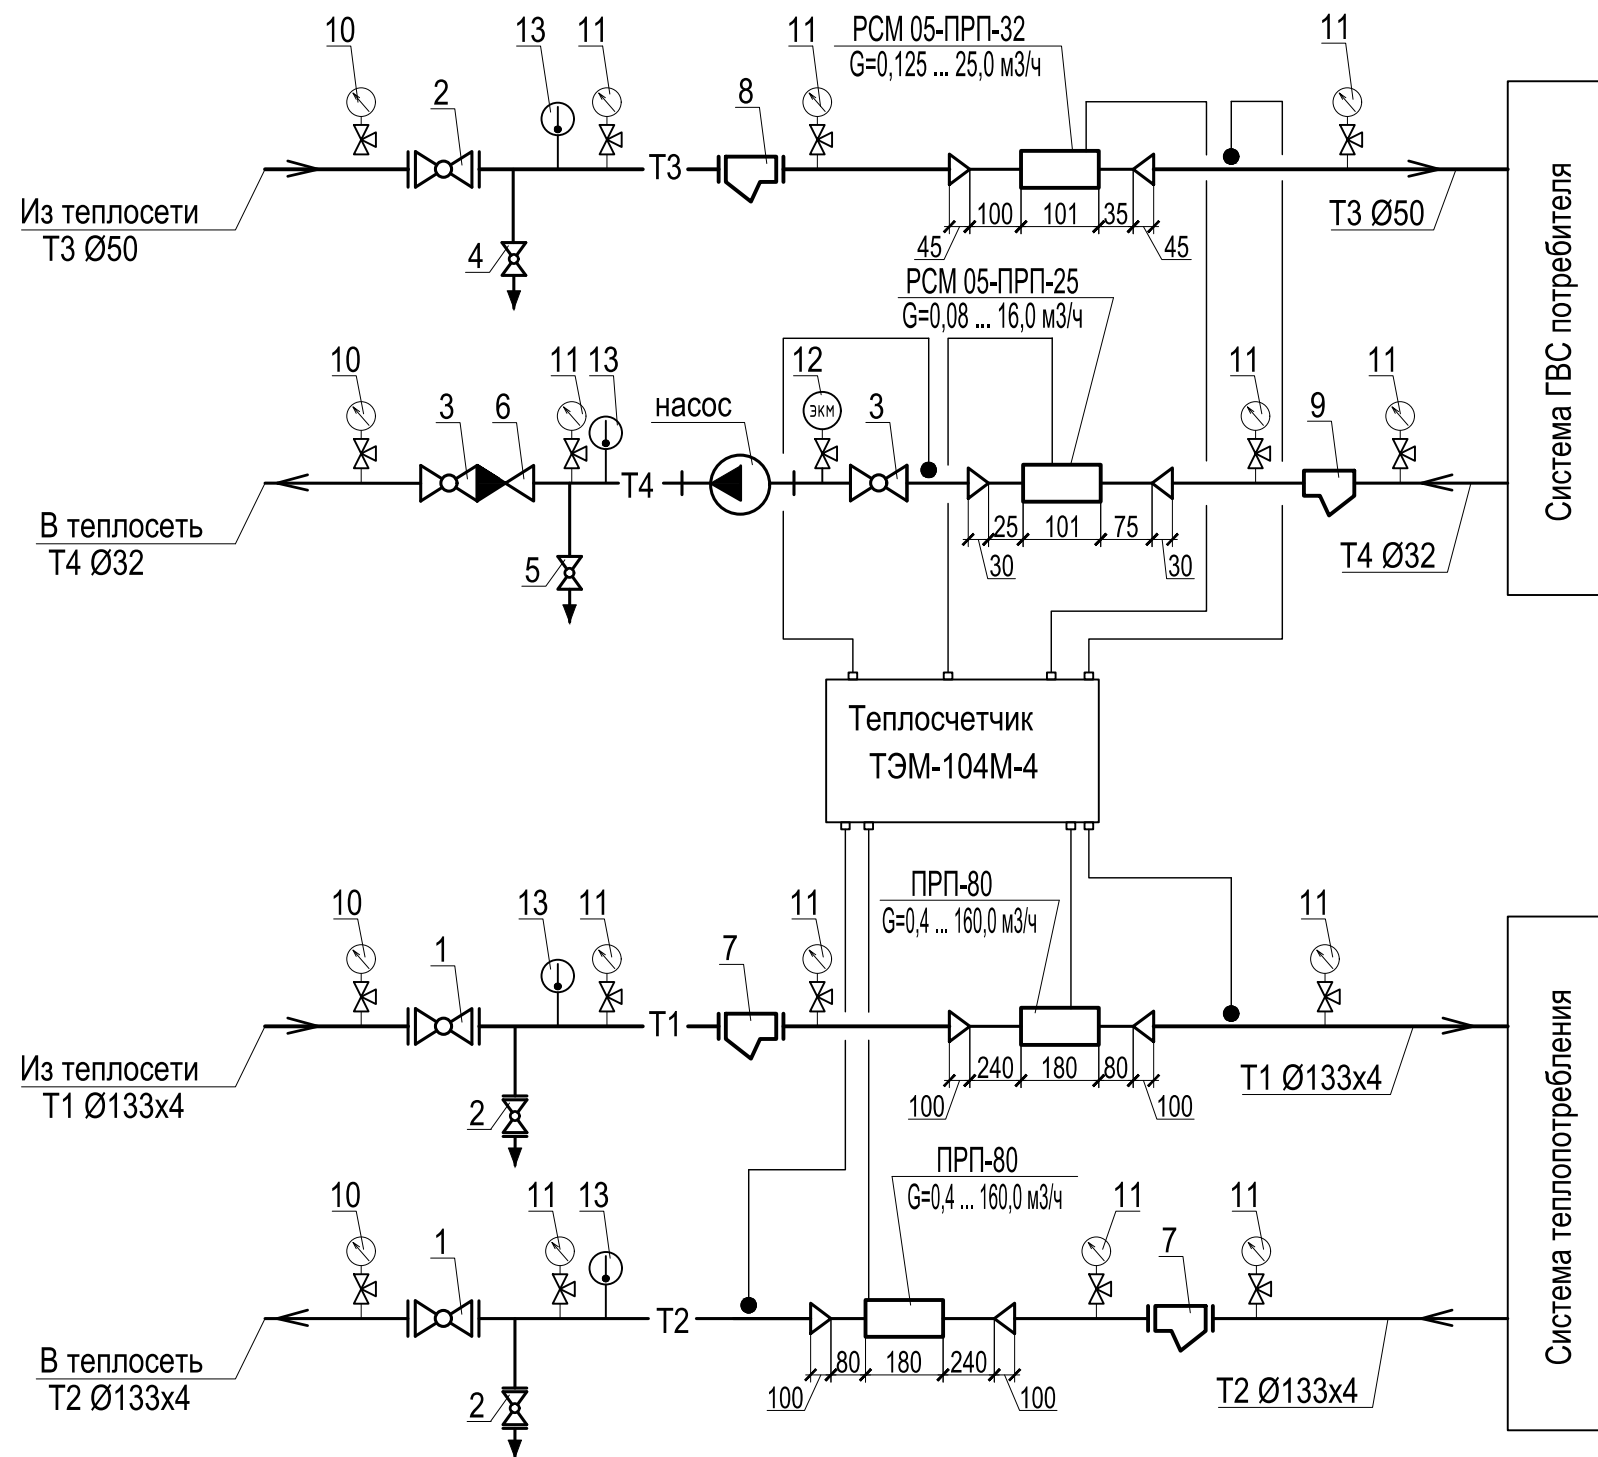 10
13
11
11
РСМ 05-ПРП-32
G=0,125 ... 25,0 м3/ч
11
2
8
Т3
Из теплосети
Т3 Ø50
4
100
101
35
45
45
Т3 Ø50
Система ГВС потребителя
РСМ 05-ПРП-25
G=0,08 ... 16,0 м3/ч
10
11
13
12
11
11
3
6
насос
ЭКМ
3
9
Т4
В теплосеть
Т4 Ø32
5
25
101
75
30
30
Т4 Ø32
Теплосчетчик
ТЭМ-104М-4
10
13
11
11
ПРП-80
G=0,4 ... 160,0 м3/ч
11
1
7
Т1
Из теплосети
Т1 Ø133х4
2
240
180
80
100
100
Т1 Ø133х4
Система теплопотребления
ПРП-80
G=0,4 ... 160,0 м3/ч
10
11
13
11
11
1
7
Т2
В теплосеть
Т2 Ø133х4
2
80
180
240
100
100
Т2 Ø133х4